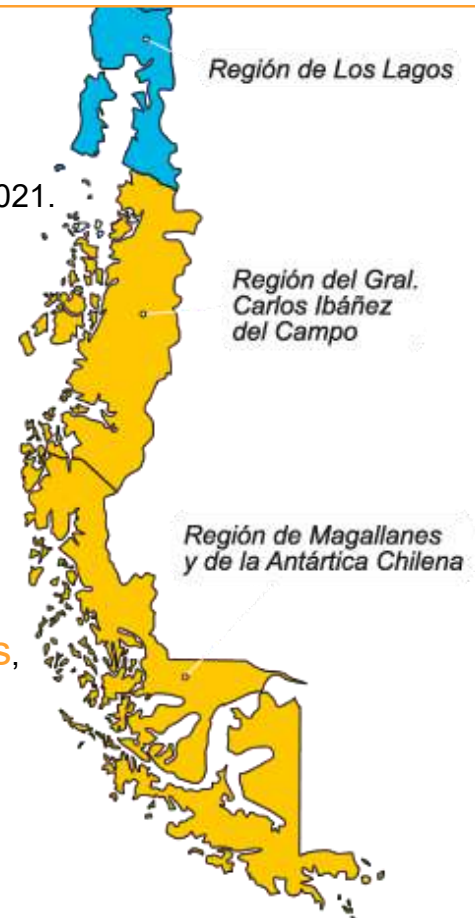 Región de Los Lagos
021.
Región del Gral.
Carlos Ibáñez
del Campo
Región de Magallanes
y de la Antártica Chilena
s,